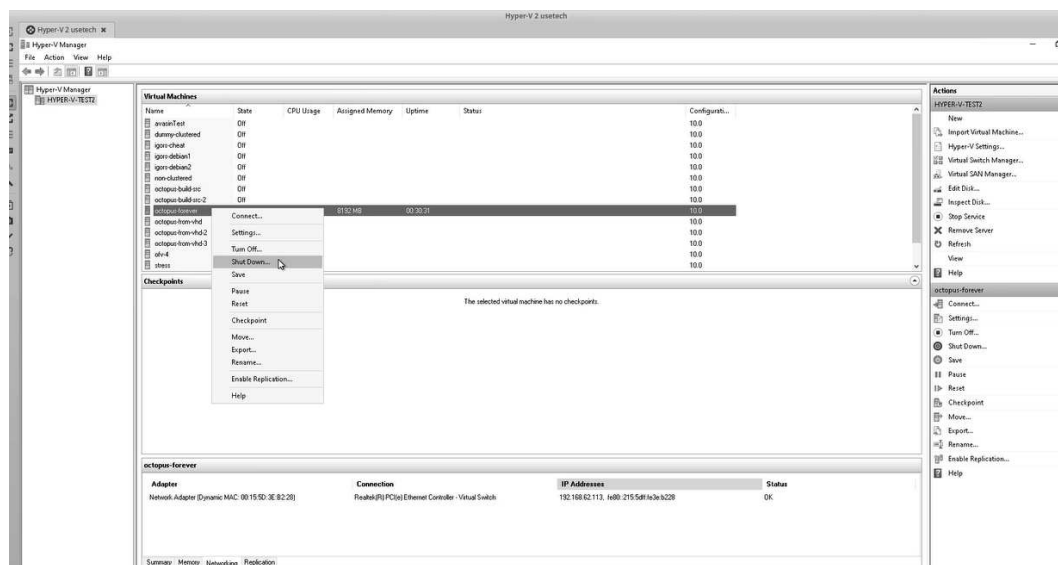 Hyper-V 2 usetech
Hyper-V 2 usetech ×
Hyper-V Manager
File Action View Help
Hyper-V Manager
HYPER-V-TEST2
Virtual Machines
Name State CPU Usage Assigned Memory Uptime Status Configurati...
avasinTest Off 10.0
dummy-clustered Off 10.0
igors-cheat Off 10.0
igors-debian1 Off 10.0
igors-debian2 Off 10.0
non-clustered Off 10.0
octopus-build-src Off 10.0
octopus-build-src-2 Off 10.0
octopus-forever 8192 MB 00:30:31 10.0
octopus-from-vhd 10.0
octopus-from-vhd-2 10.0
octopus-from-vhd-3 10.0
ofv-4 10.0
stress 10.0
Connect...
Settings...
Turn Off...
Shut Down...
Save
Pause
Reset
Checkpoint
Move...
Export...
Rename...
Enable Replication...
Help
Checkpoints
The selected virtual machine has no checkpoints.
octopus-forever
Adapter Connection IP Addresses Status
Network Adapter (Dynamic MAC: 00:15:5D:3E:B2:28) Realtek(R) PCI(e) Ethernet Controller - Virtual Switch 192.168.62.113, fe80::215:5dff:fe3e:b228 OK
Summary Memory Networking Replication
Actions
HYPER-V-TEST2
New
Import Virtual Machine...
Hyper-V Settings...
Virtual Switch Manager...
Virtual SAN Manager...
Edit Disk...
Inspect Disk...
Stop Service
Remove Server
Refresh
View
Help
octopus-forever
Connect...
Settings...
Turn Off...
Shut Down...
Save
Pause
Reset
Checkpoint
Move...
Export...
Rename...
Enable Replication...
Help